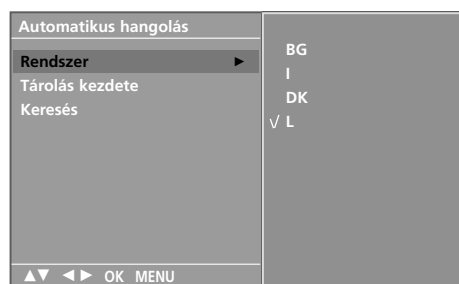 Automatikus hangolás
Rendszer ►
Tárolás kezdete
Keresés
▲▼ ◄► OK MENU
BG
I
DK
√ L